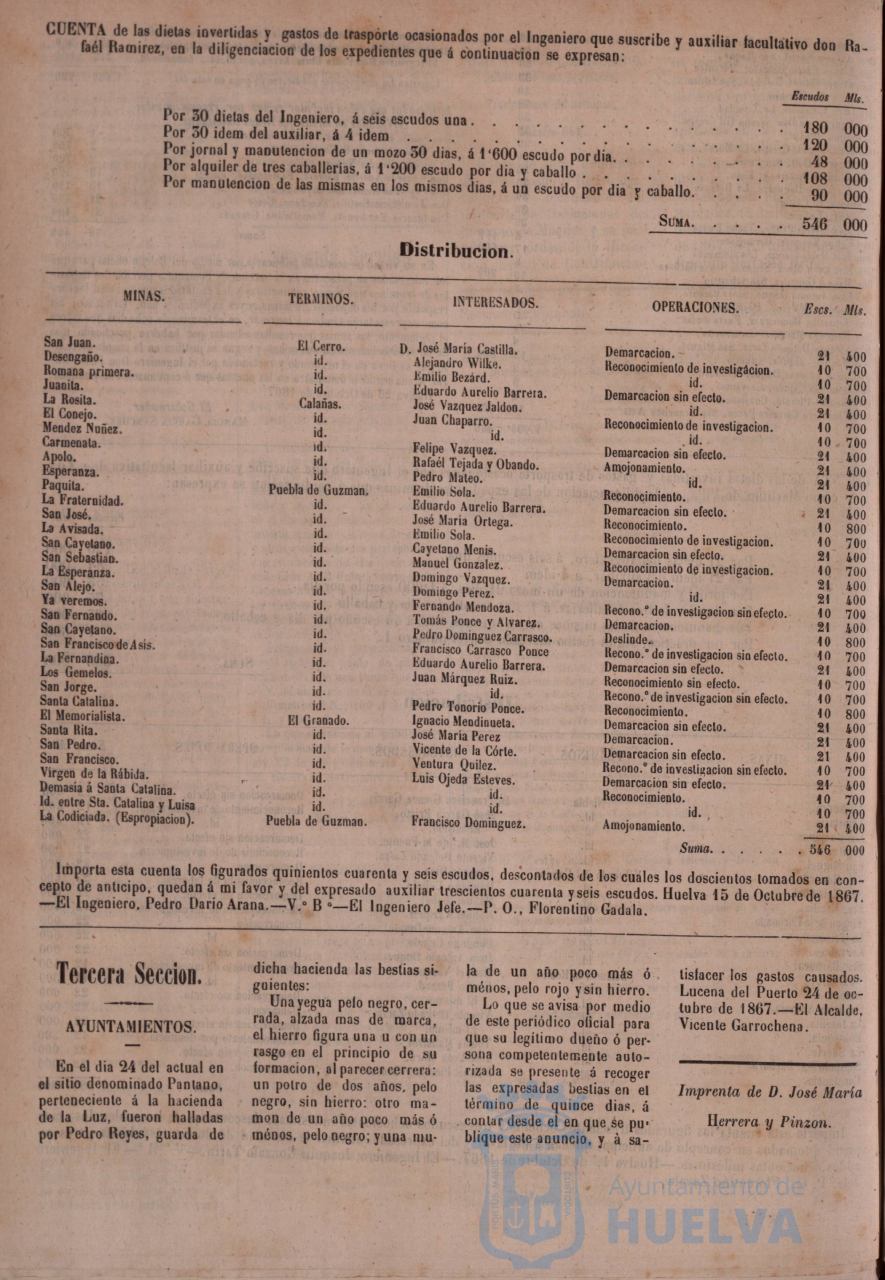 CUENTA de las dietas invertidas y gastos de trasporte ocasionados por el Ingeniero que suscribe y auxiliar facultativo don Ra-
faél Ramirez, en la diligenciacion de los expedientes que á continuacion se expresan:
Escudos Mls.
Por 30 dietas del Ingeniero, á seis escudos una. . . . . . . . . . . . 180 000
Por 30 idem del auxiliar, á 4 idem . . . . . . . . . . . . 120 000
Por jornal y manutencion de un mozo 30 dias, á 1'600 escudo por dia. . . . . . . 48 000
Por alquiler de tres caballerías, á 1'200 escudo por dia y caballo . . . . . . . . 108 000
Por manutencion de las mismas en los mismos dias, á un escudo por dia y caballo. . . . . 90 000
SUMA. . . . . 546 000
Distribucion.
MINAS. TERMINOS. INTERESADOS. OPERACIONES. Escs. Mls.
San Juan. El Cerro. D. José María Castilla. Demarcacion. 21 400
Desengaño. id. Alejandro Wilke. Reconocimiento de investigacion. 10 700
Romana primera. id. Emilio Bezárd. id. 10 700
Juanita. id. Eduardo Aurelio Barrera. Demarcacion sin efecto. 21 400
La Rosita. Calañas. José Vazquez Jaldon. id. 21 400
El Conejo. id. Juan Chaparro. Reconocimiento de investigacion. 10 700
Mendez Nuñez. id. id. id. 10 700
Carmenata. id. Felipe Vazquez. Demarcacion sin efecto. 21 400
Apolo. id. Rafaél Tejada y Obando. Amojonamiento. 21 400
Esperanza. id. Pedro Mateo. id. 21 400
Paquita. Puebla de Guzman. Emilio Sola. Reconocimiento. 10 700
La Fraternidad. id. Eduardo Aurelio Barrera. Demarcacion sin efecto. 21 400
San José. id. José María Ortega. Reconocimiento. 10 800
La Avisada. id. Emilio Sola. Reconocimiento de investigacion. 10 700
San Cayetano. id. Cayetano Menis. Demarcacion sin efecto. 21 400
San Sebastian. id. Manuel Gonzalez. Reconocimiento de investigacion. 10 700
La Esperanza. id. Domingo Vazquez. Demarcacion. 21 400
San Alejo. id. Domingo Perez. id. 21 400
Ya veremos. id. Fernando Mendoza. Recono.º de investigacion sin efecto. 10 700
San Fernando. id. Tomás Ponce y Alvarez. Demarcacion. 21 400
San Cayetano. id. Pedro Dominguez Carrasco. Deslinde. 10 800
San Francisco de Asis. id. Francisco Carrasco Ponce Recono.º de investigacion sin efecto. 10 700
La Fernandina. id. Eduardo Aurelio Barrera. Demarcacion sin efecto. 21 400
Los Gemelos. id. Juan Márquez Ruiz. Reconocimiento sin efecto. 10 700
San Jorge. id. id. Recono.º de investigacion sin efecto. 10 700
Santa Catalina. id. Pedro Tonorio Ponce. Reconocimiento. 10 800
El Memorialista. El Granado. Ignacio Mendinueta. Demarcacion sin efecto. 21 400
Santa Rita. id. José María Perez Demarcacion. 21 400
San Pedro. id. Vicente de la Córte. Demarcacion sin efecto. 21 400
San Francisco. id. Ventura Quilez. Recono.º de investigacion sin efecto. 10 700
Virgen de la Rábida. id. Luis Ojeda Esteves. Demarcacion sin efecto. 21 400
Demasia á Santa Catalina. id. id. Reconocimiento. 10 700
Id. entre Sta. Catalina y Luisa id. id. id. 10 700
La Codiciada. (Espropiacion). Puebla de Guzman. Francisco Dominguez. Amojonamiento. 21 400
Suma. . . . . 546 000
Importa esta cuenta los figurados quinientos cuarenta y seis escudos, descontados de los cuales los doscientos tomados en con-
cepto de anticipo, quedan á mi favor y del expresado auxiliar trescientos cuarenta y seis escudos. Huelva 15 de Octubre de 1867.
—El Ingeniero, Pedro Dario Arana.—V.º B º—El Ingeniero Jefe.—P. O., Florentino Gadala.
Tercera Seccion.
AYUNTAMIENTOS.
En el dia 24 del actual en
el sitio denominado Pantano,
perteneciente á la hacienda
de la Luz, fueron halladas
por Pedro Reyes, guarda de
dicha hacienda las bestias si-
guientes:
Una yegua pelo negro, cer-
rada, alzada mas de marca,
el hierro figura una u con un
rasgo en el principio de su
formacion, al parecer cerrera:
un potro de dos años, pelo
negro, sin hierro: otro ma-
mon de un año poco más ó
ménos, pelo negro; y una mu-
la de un año poco más ó
ménos, pelo rojo y sin hierro.
Lo que se avisa por medio
de este periódico oficial para
que su legitimo dueño ó per-
sona competentemente auto-
rizada se presente á recoger
las expresadas bestias en el
término de quince dias, á
contar desde el en que se pu-
blique este anuncio, y á sa-
tisfacer los gastos causados.
Lucena del Puerto 24 de oc-
tubre de 1867.—El Alcalde,
Vicente Garrochena.
Imprenta de D. José María
Herrera y Pinzon.
Ayuntamiento de
HUELVA